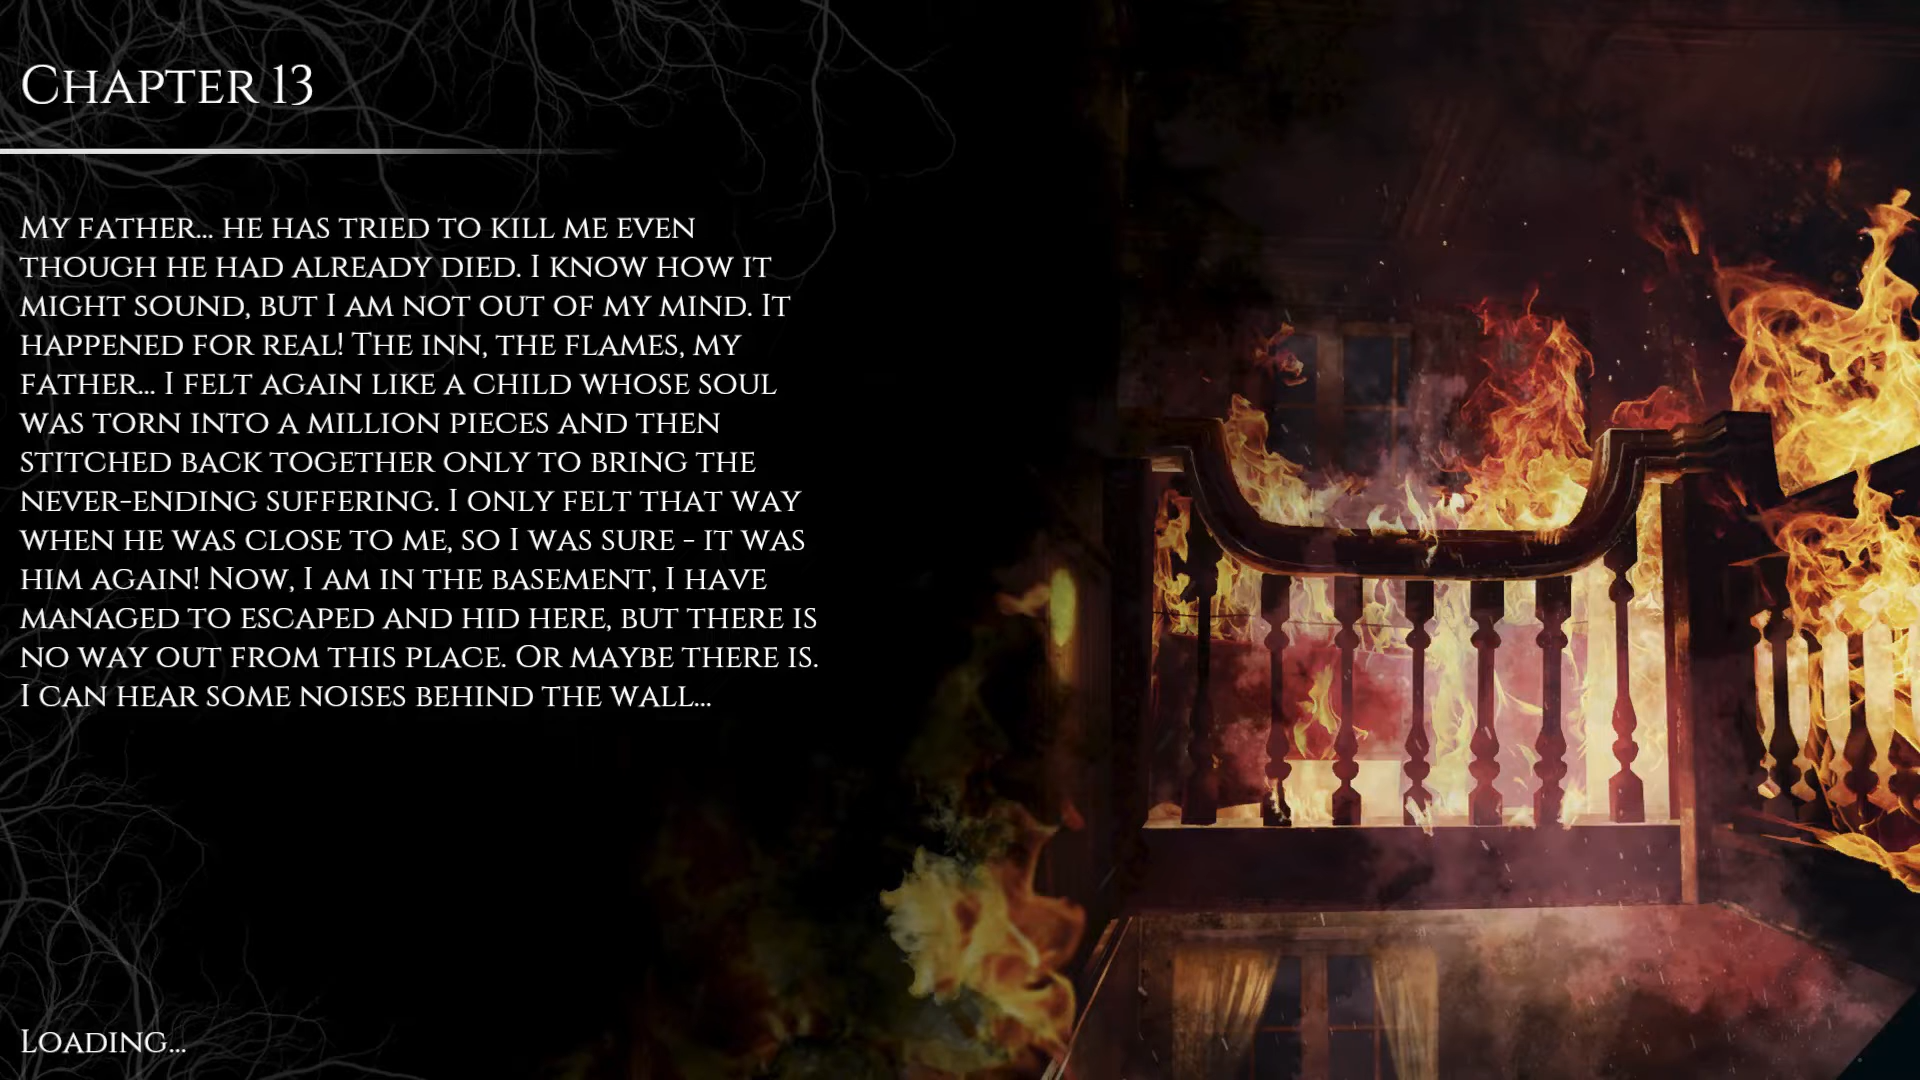 Chapter 13
My father... he has tried to kill me even
though he had already died. I know how it
might sound, but I am not out of my mind. It
happened for real! The inn, the flames, my
father... I felt again like a child whose soul
was torn into a million pieces and then
stitched back together only to bring the
never-ending suffering. I only felt that way
when he was close to me, so I was sure - it was
him again! Now, I am in the basement, I have
managed to escaped and hid here, but there is
no way out from this place. Or maybe there is.
I can hear some noises behind the wall...
Loading...